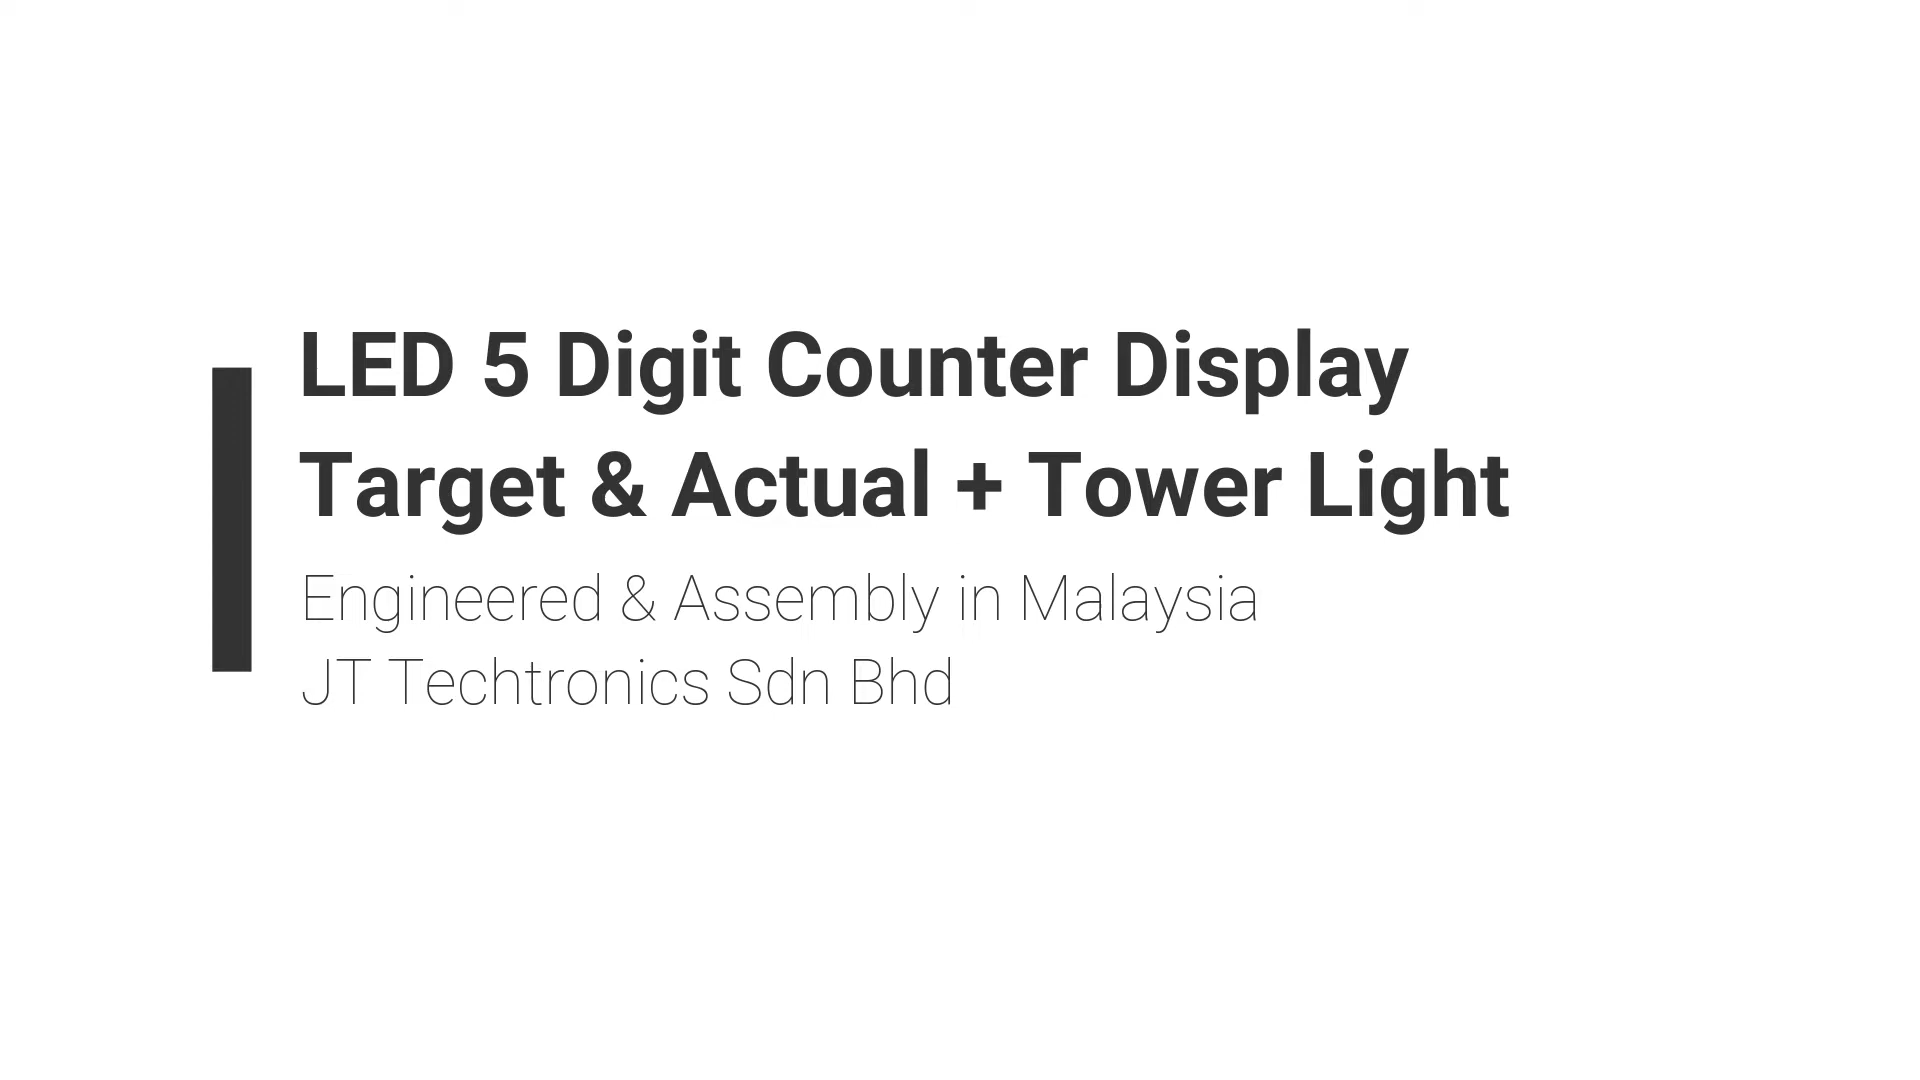 LED 5 Digit Counter Display
Target & Actual + Tower Light
Engineered & Assembly in Malaysia
JT Techtronics Sdn Bhd